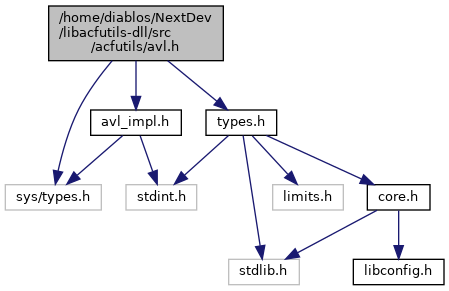 /home/diablos/NextDev
/libacfutils-dll/src
/acfutils/avl.h
avl_impl.h
types.h
sys/types.h
stdint.h
limits.h
core.h
stdlib.h
libconfig.h